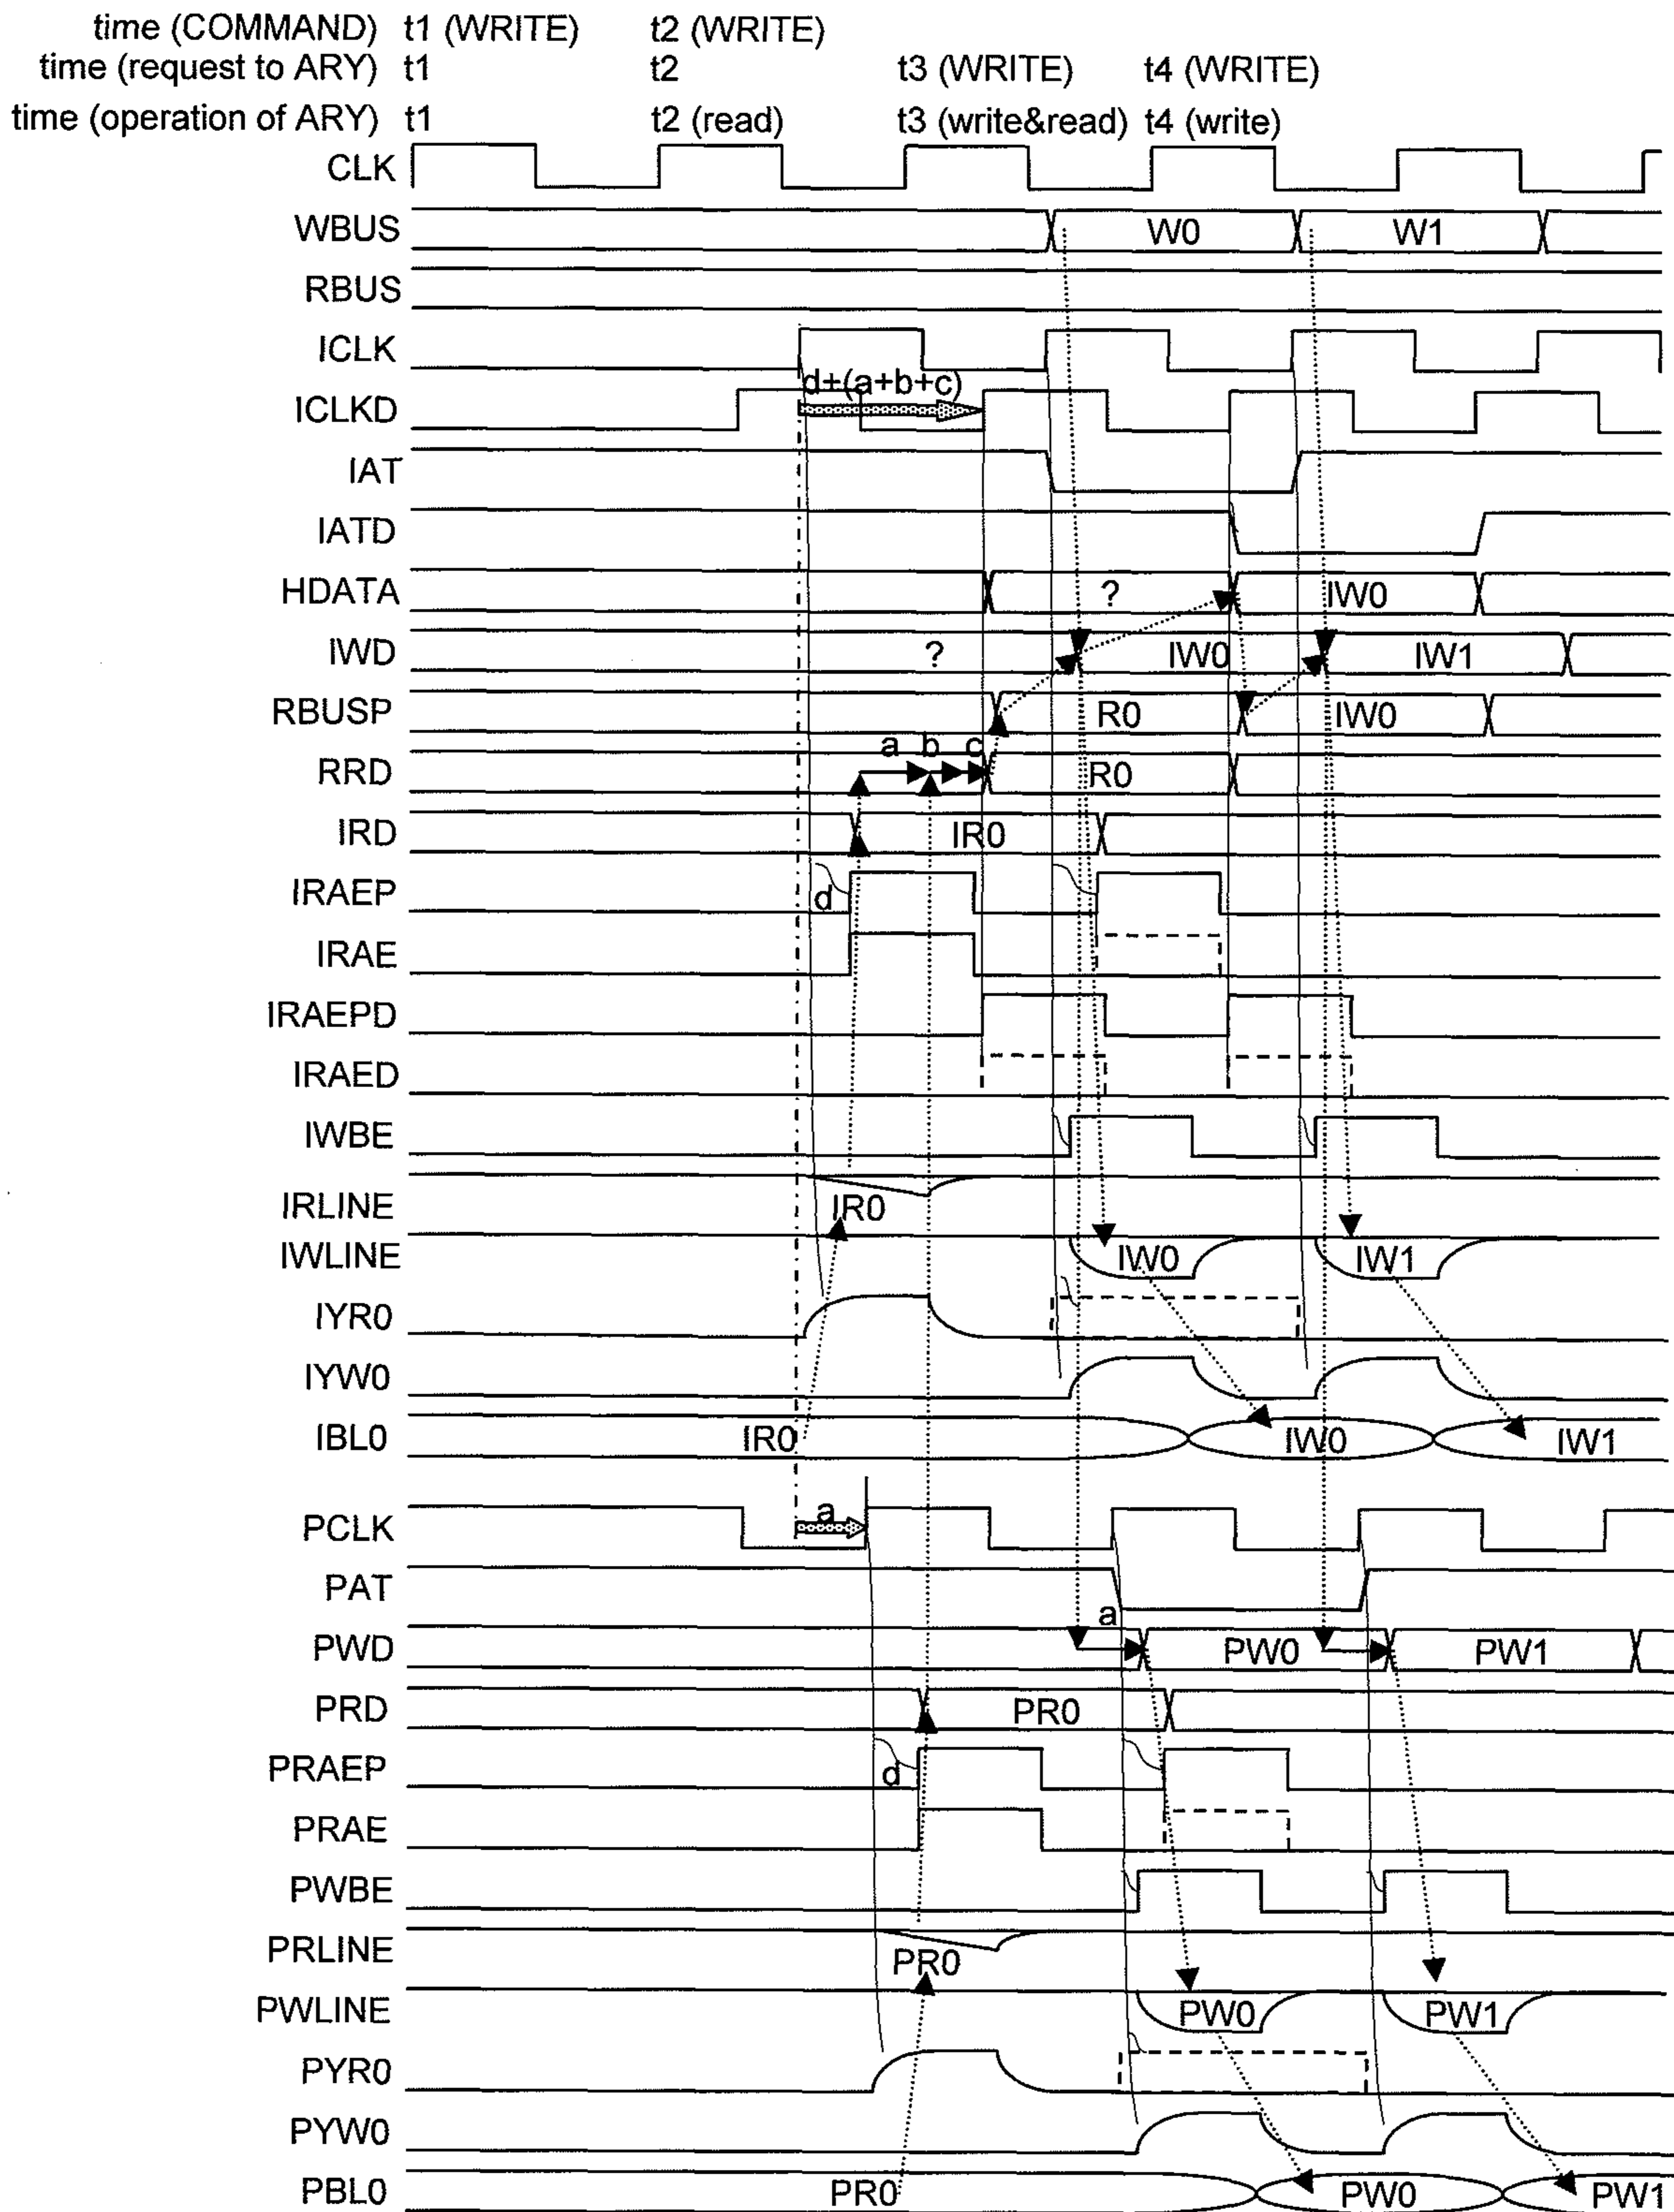 time (COMMAND) t1 (WRITE) t2 (WRITE)
time (request to ARY) t1 t2 t3 (WRITE) t4 (WRITE)
time (operation of ARY) t1 t2 (read) t3 (write&read) t4 (write)
CLK
WBUS W0 W1
RBUS
ICLK
d+(a+b+c)
ICLKD
IAT
IATD
HDATA ? IW0
IWD ? IW0 IW1
RBUSP R0 IW0
a b c
RRD R0
IRD IR0
IRAEP d
IRAE
IRAEPD
IRAED
IWBE
IRLINE IR0
IWLINE IW0 IW1
IYR0
IYW0
IBL0 IR0 IW0 IW1
PCLK a
PAT
a
PWD PW0 PW1
PRD PR0
PRAEP d
PRAE
PWBE
PRLINE PR0
PWLINE PW0 PW1
PYR0
PYW0
PBL0 PR0 PW0 PW1